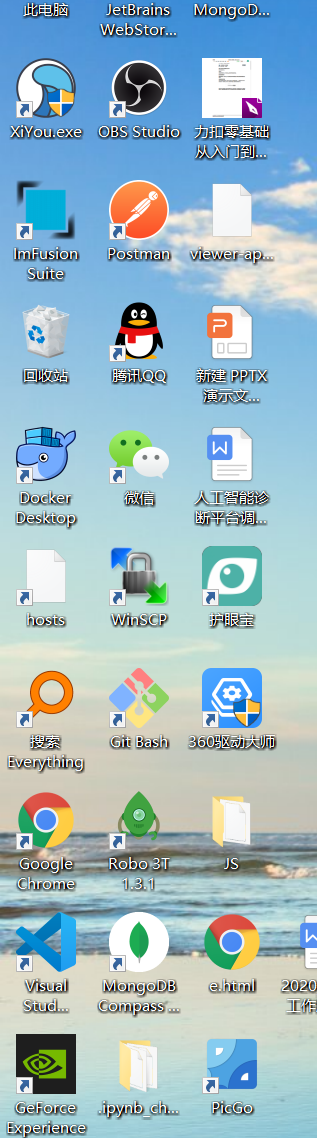 此电脑
JetBrains
WebStor...
MongoD...
XiYou.exe
OBS Studio
力扣零基础
从入门到...
ImFusion
Suite
Postman
viewer-ap...
回收站
腾讯QQ
新建 PPTX
演示文...
Docker
Desktop
微信
人工智能诊
断平台调...
hosts
WinSCP
护眼宝
搜索
Everything
Git Bash
360驱动大师
Google
Chrome
Robo 3T
1.3.1
JS
Visual
Stud...
MongoDB
Compass ...
e.html
2020
工作
GeForce
Experience
.ipynb_ch...
PicGo